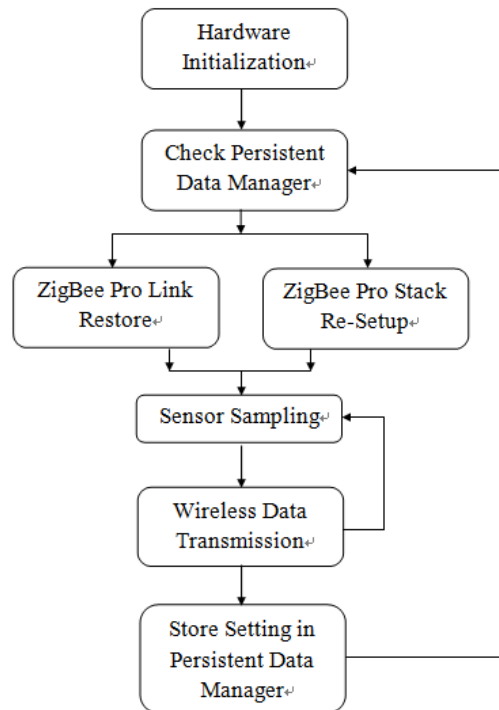 Hardware
Initialization↵
Check Persistent
Data Manager↵
ZigBee Pro Link
Restore↵
ZigBee Pro Stack
Re-Setup↵
Sensor Sampling↵
Wireless Data
Transmission↵
Store Setting in
Persistent Data
Manager↵